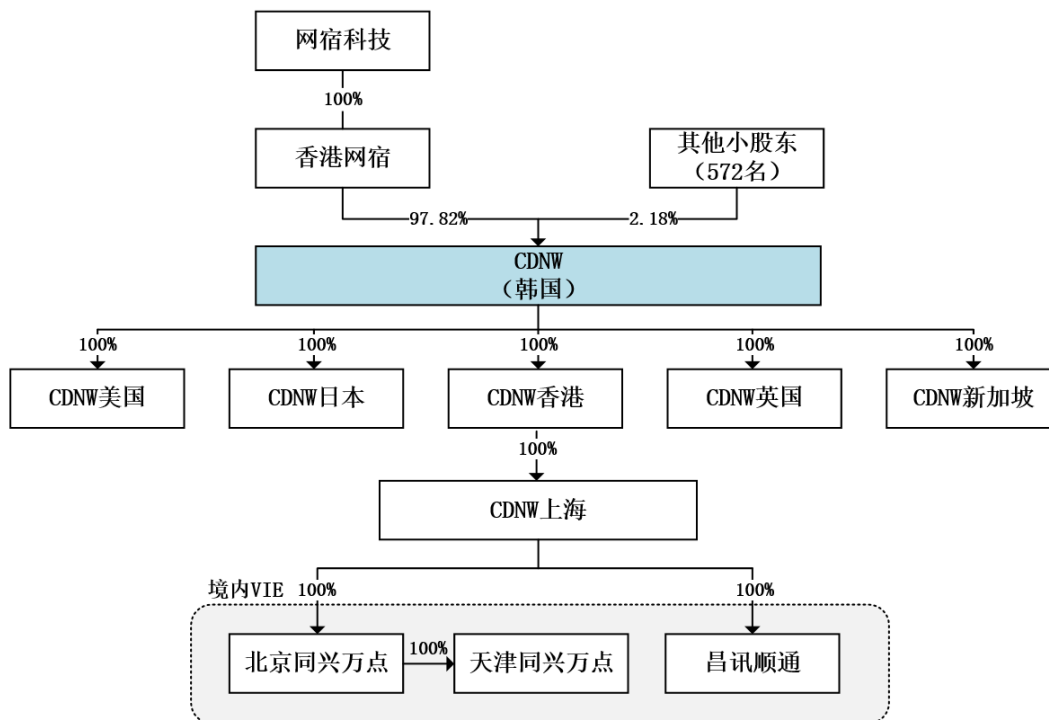 网宿科技
100%
香港网宿
其他小股东
（572名）
97.82%
2.18%
CDNW
（韩国）
100%
100%
100%
100%
100%
CDNW美国
CDNW日本
CDNW香港
CDNW英国
CDNW新加坡
100%
CDNW上海
境内VIE
100%
100%
北京同兴万点
100%
天津同兴万点
昌讯顺通